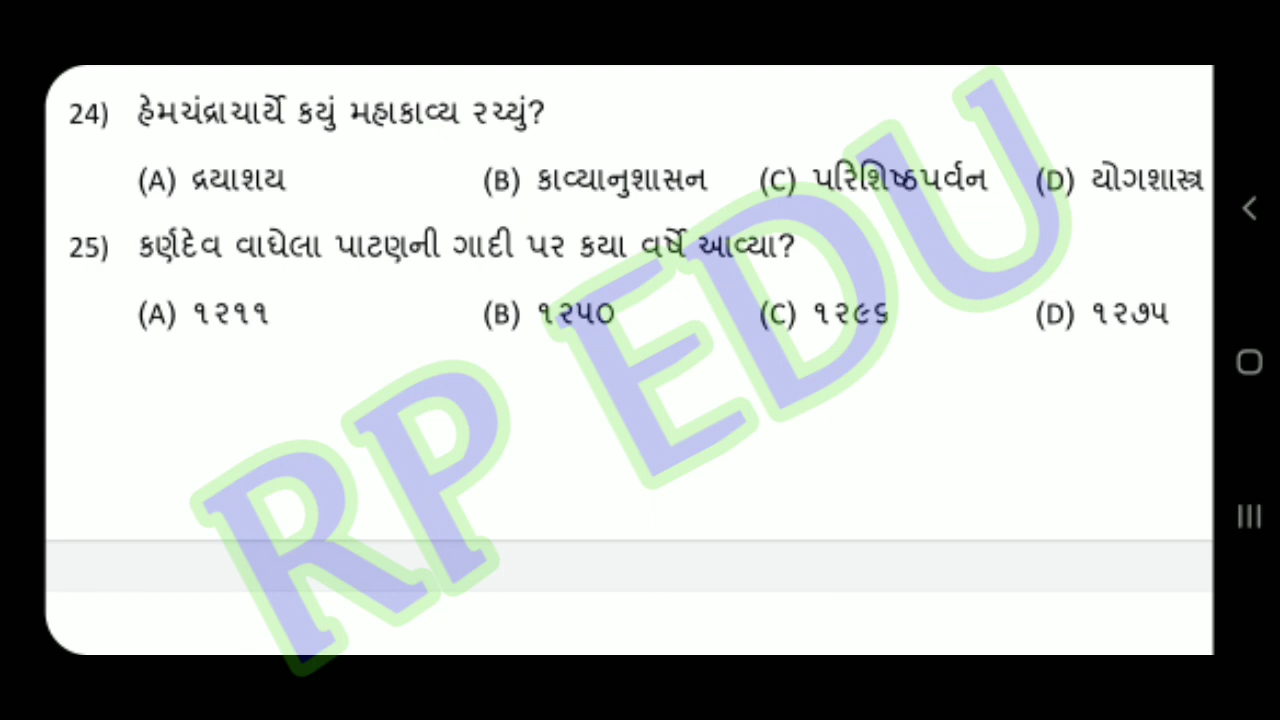 24) હેમચંદ્રાચાર્યે કયું મહાકાવ્ય રચ્યું?
(A) દ્રયાશય (B) કાવ્યાનુશાસન (C) પરિશિષ્ઠપર્વન (D) યોગશાસ્ત્ર
25) કર્ણદેવ વાઘેલા પાટણની ગાદી પર કયા વર્ષે આવ્યા?
(A) ૧૨૧૧ (B) ૧૨૫૦ (C) ૧૨૯૬ (D) ૧૨૭૫
RP EDU